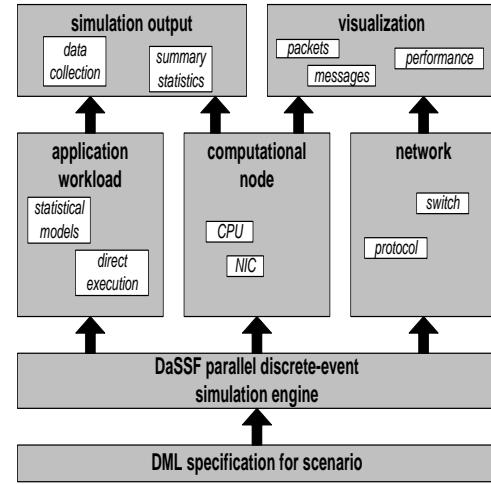 simulation output
data
collection
summary
statistics
visualization
packets
messages
performance
application
workload
statistical
models
direct
execution
computational
node
CPU
NIC
network
switch
protocol
DaSSF parallel discrete-event
simulation engine
DML specification for scenario